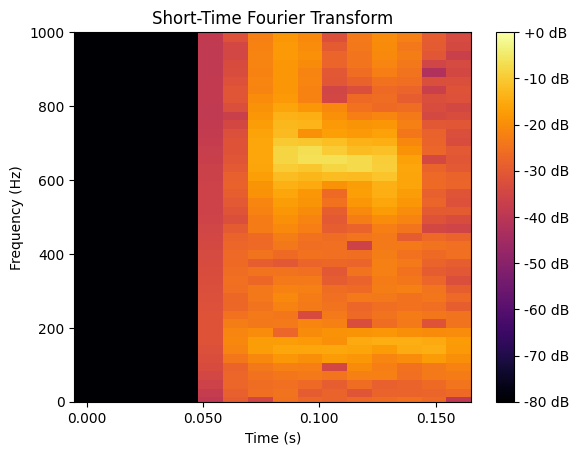 Short-Time Fourier Transform
1000
800
600
400
200
0
Frequency (Hz)
0.000
0.050
0.100
0.150
Time (s)
+0 dB
-10 dB
-20 dB
-30 dB
-40 dB
-50 dB
-60 dB
-70 dB
-80 dB